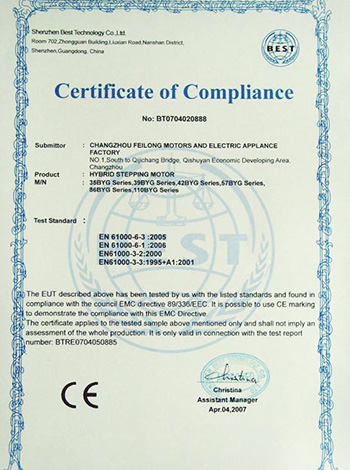 Shenzhen Best Technology Co.,Ltd.
Room 702,Zhongguan Building,Liuxian Road,Nanshan District,
Shenzhen,Guangdong, China
BEST
Certificate of Compliance
No: BT0704020888
Submittor : CHANGZHOU FEILONG MOTORS AND ELECTRIC APPLANCE
FACTORY
NO.1,South to Qijchang Bridge, Qishuyan Economic Developing Area,
Changzhou
Product : HYBRID STEPPING MOTOR
M/N : 35BYG Series,39BYG Series,42BYG Series,57BYG Series,
86BYG Series,110BYG Series
Test Standard :
BEST
EN 61000-6-3 :2005
EN 61000-6-1 :2006
EN61000-3-2:2000
EN61000-3-3:1995+A1:2001
The EUT described above has been tested by us with the listed standards and found in
compliance with the council EMC directive 89/336/EEC. It is possible to use CE marking
to demonstrate the compliance with this EMC Directive.
The certificate applies to the tested sample above mentioned only and shall not imply an
assessment of the whole production. It is only valid in connection with the test report
number: BTRE0704050885
CE
Christina
Christina
Assistant Manager
Apr.04,2007